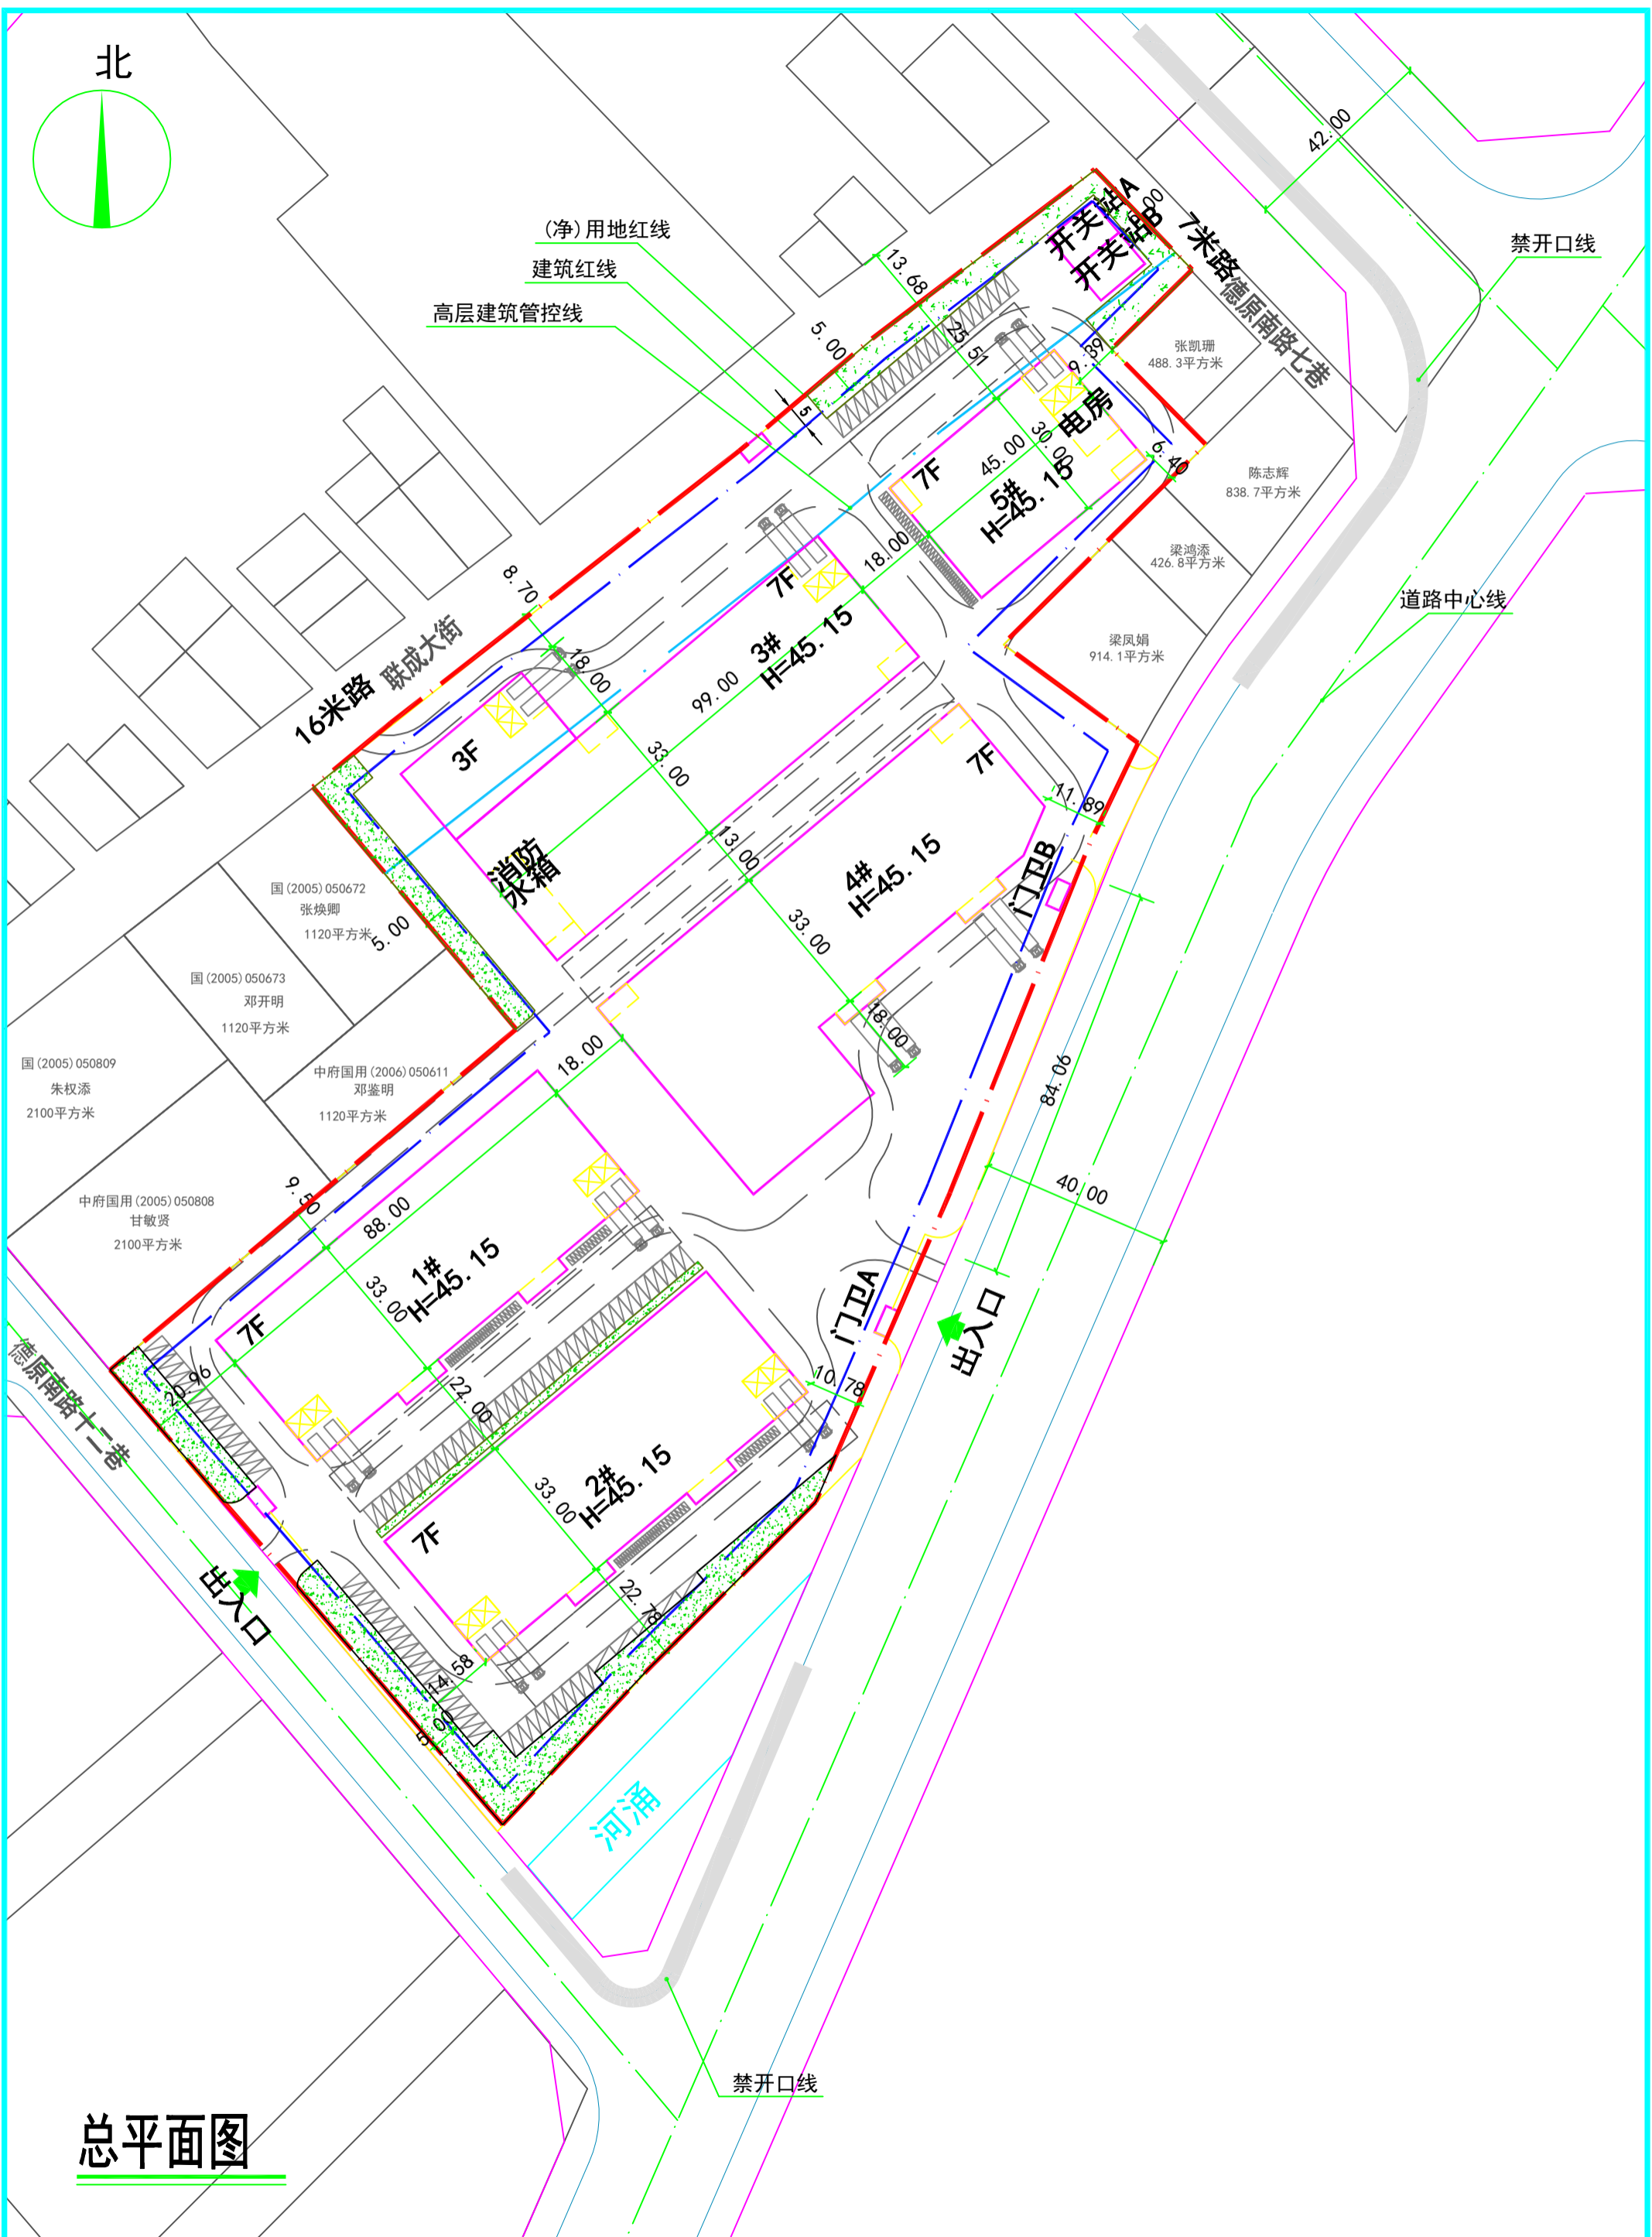 北
42.00
(净)用地红线
建筑红线
高层建筑管控线
13.68
开关站A
开关站B
7米路
德原南路七巷
禁开口线
5.00
5
25.51
9.39
张凯珊
488.3平方米
电房
7F
45.00
30.00
5#
H=45.15
6.40
陈志辉
838.7平方米
梁鸿添
426.8平方米
梁凤娟
914.1平方米
道路中心线
8.70
18.00
7F
3#
H=45.15
18.00
99.00
16米路
联成大街
3F
33.00
7F
11.89
13.00
消防
水箱
4#
H=45.15
门卫B
33.00
18.00
国(2005)050672
张焕卿
1120平方米
5.00
国(2005)050673
邓开明
1120平方米
国(2005)050809
朱权添
2100平方米
中府国用(2006)050611
邓鉴明
1120平方米
18.00
84.06
40.00
中府国用(2005)050808
甘敏贤
2100平方米
9.50
88.00
1#
H=45.15
33.00
7F
门卫A
出入口
20.96
22.00
10.78
德原南路十二巷
2#
H=45.15
33.00
7F
出入口
22.78
14.58
5.00
河涌
禁开口线
总平面图